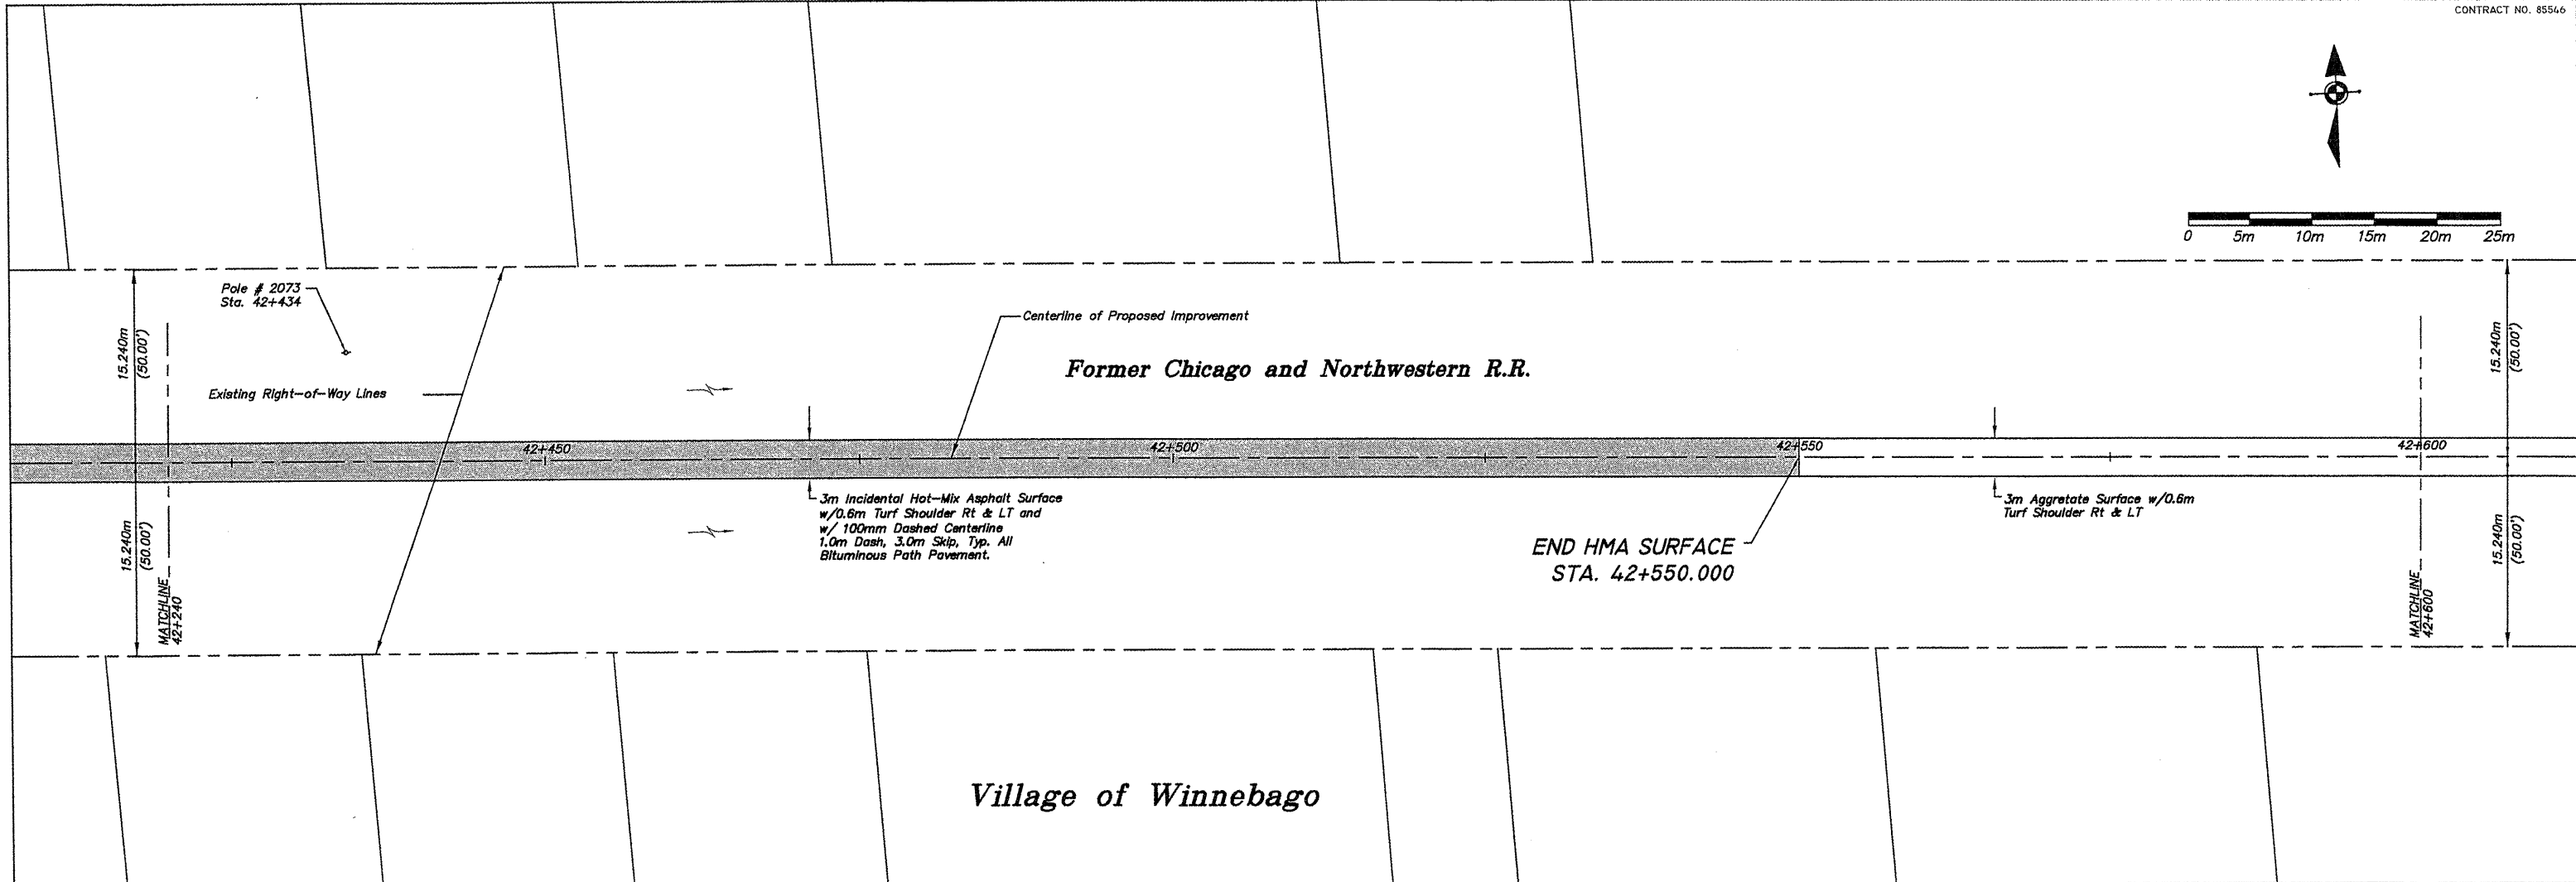 CONTRACT NO. 85546
0 5m 10m 15m 20m 25m
Pole # 2073
Sta. 42+434
15.240m
(50.00')
Existing Right-of-Way Lines
Centerline of Proposed Improvement
Former Chicago and Northwestern R.R.
15.240m
(50.00')
42+450
42+500
42+550
42+600
3m Incidental Hot-Mix Asphalt Surface
w/0.6m Turf Shoulder Rt & LT and
w/ 100mm Dashed Centerline
1.0m Dash, 3.0m Skip, Typ. All
Bituminous Path Pavement.
3m Aggretate Surface w/0.6m
Turf Shoulder Rt & LT
END HMA SURFACE
STA. 42+550.000
15.240m
(50.00')
MATCHLINE
42+240
MATCHLINE
42+600
15.240m
(50.00')
Village of Winnebago